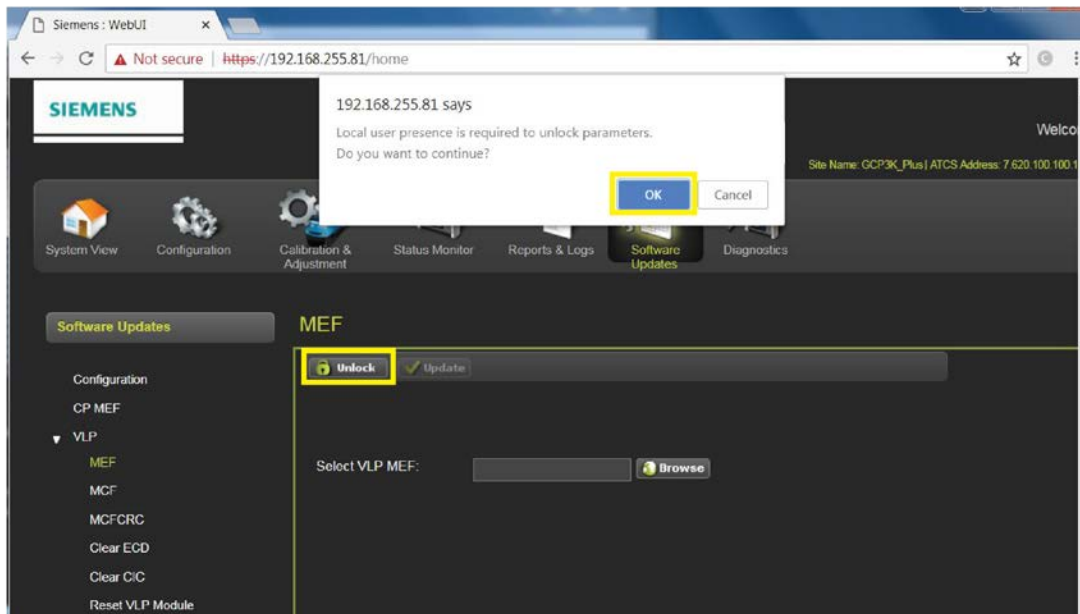 Siemens : WebUI
Not secure | https://192.168.255.81/home
SIEMENS
192.168.255.81 says
Local user presence is required to unlock parameters.
Do you want to continue?
OK Cancel
Welco
Site Name: GCP3K_Plus | ATCS Address: 7.620.100.100.1
System View
Configuration
Calibration &
Adjustment
Status Monitor
Reports & Logs
Software
Updates
Diagnostics
Software Updates
Configuration
CP MEF
VLP
MEF
MCF
MCFCRC
Clear ECD
Clear CIC
Reset VLP Module
MEF
Unlock Update
Select VLP MEF: Browse